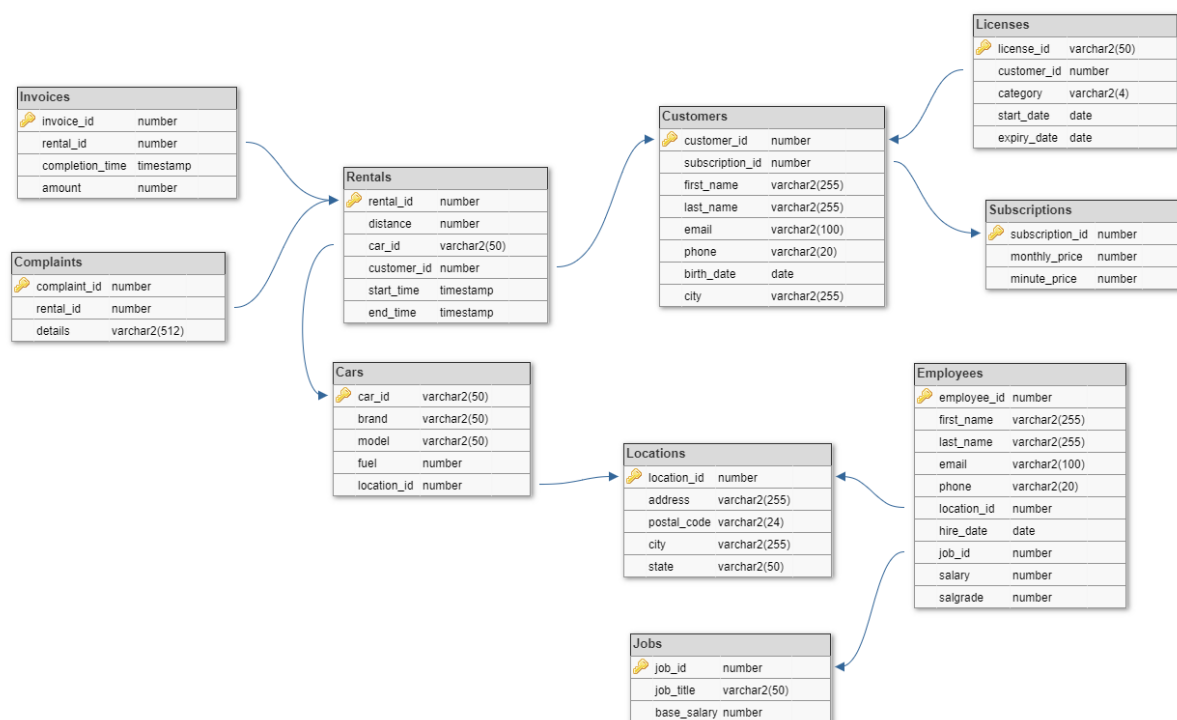 Invoices
invoice_id number
rental_id number
completion_time timestamp
amount number
Complaints
complaint_id number
rental_id number
details varchar2(512)
Rentals
rental_id number
distance number
car_id varchar2(50)
customer_id number
start_time timestamp
end_time timestamp
Cars
car_id varchar2(50)
brand varchar2(50)
model varchar2(50)
fuel number
location_id number
Customers
customer_id number
subscription_id number
first_name varchar2(255)
last_name varchar2(255)
email varchar2(100)
phone varchar2(20)
birth_date date
city varchar2(255)
Licenses
license_id varchar2(50)
customer_id number
category varchar2(4)
start_date date
expiry_date date
Subscriptions
subscription_id number
monthly_price number
minute_price number
Locations
location_id number
address varchar2(255)
postal_code varchar2(24)
city varchar2(255)
state varchar2(50)
Employees
employee_id number
first_name varchar2(255)
last_name varchar2(255)
email varchar2(100)
phone varchar2(20)
location_id number
hire_date date
job_id number
salary number
salgrade number
Jobs
job_id number
job_title varchar2(50)
base_salary number